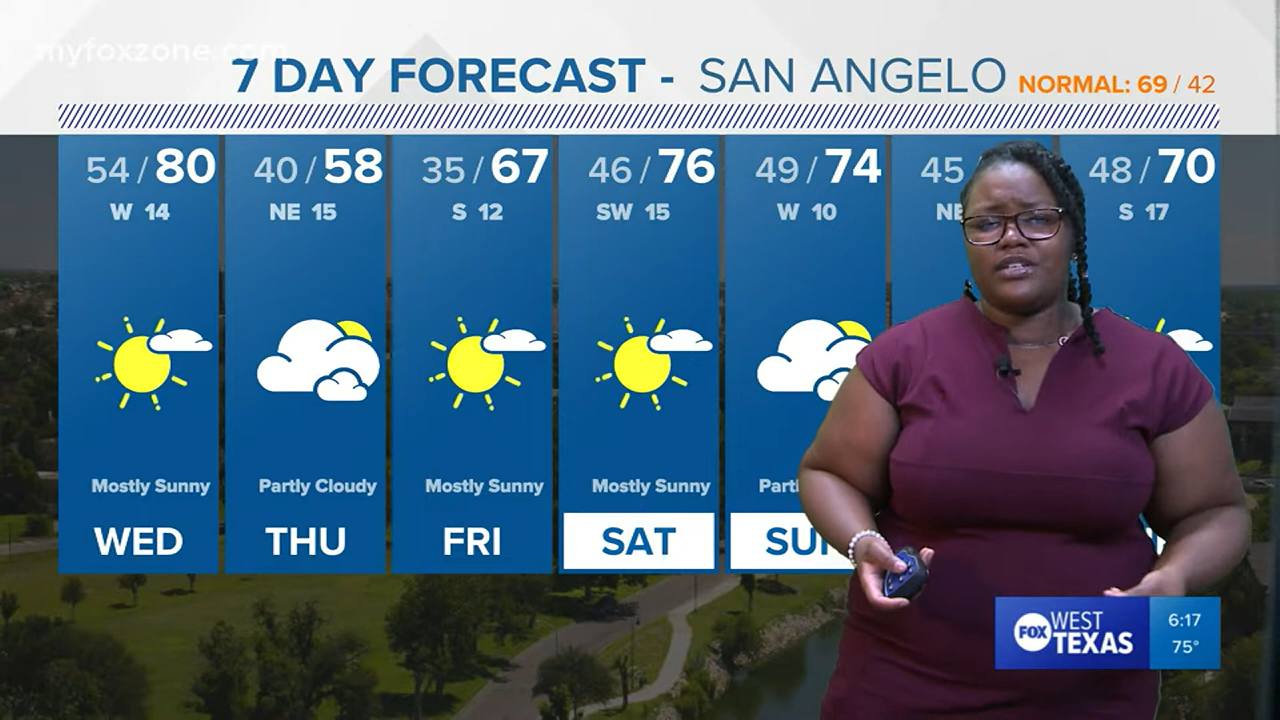 myfoxzone.com
7 DAY FORECAST - SAN ANGELO NORMAL: 69 / 42
54 / 80
W 14
Mostly Sunny
WED
40 / 58
NE 15
Partly Cloudy
THU
35 / 67
S 12
Mostly Sunny
FRI
46 / 76
SW 15
Mostly Sunny
SAT
49 / 74
W 10
45
NE
48 / 70
S 17
FOX WEST TEXAS
6:17
75°